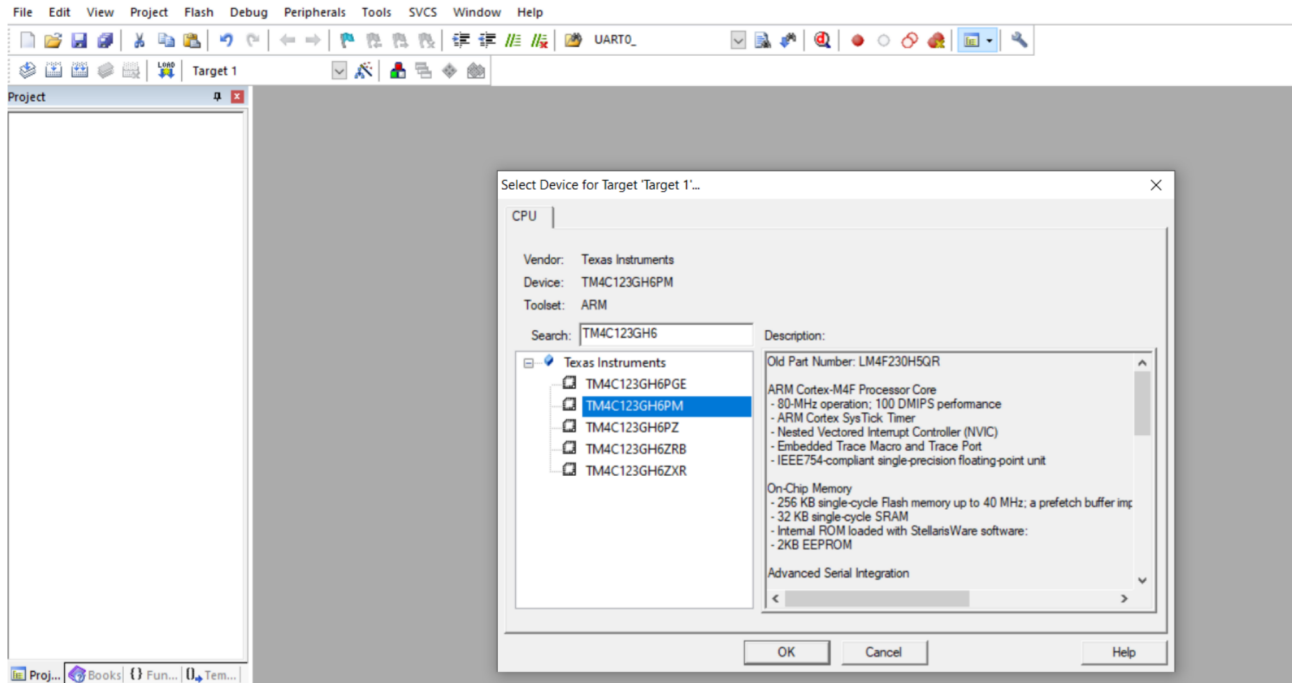 File Edit View Project Flash Debug Peripherals Tools SVCS Window Help
UART0_
LOAD Target 1
Project
Select Device for Target 'Target 1'...
CPU
Vendor: Texas Instruments
Device: TM4C123GH6PM
Toolset: ARM
Search: TM4C123GH6
Description:
Texas Instruments
TM4C123GH6PGE
TM4C123GH6PM
TM4C123GH6PZ
TM4C123GH6ZRB
TM4C123GH6ZXR
Old Part Number: LM4F230H5QR
ARM Cortex-M4F Processor Core
- 80-MHz operation; 100 DMIPS performance
- ARM Cortex SysTick Timer
- Nested Vectored Interrupt Controller (NVIC)
- Embedded Trace Macro and Trace Port
- IEEE754-compliant single-precision floating-point unit
On-Chip Memory
- 256 KB single-cycle Flash memory up to 40 MHz; a prefetch buffer imp
- 32 KB single-cycle SRAM
- Internal ROM loaded with StellarisWare software:
- 2KB EEPROM
Advanced Serial Integration
OK Cancel Help
Proj... Books {} Fun... 0 Tem...